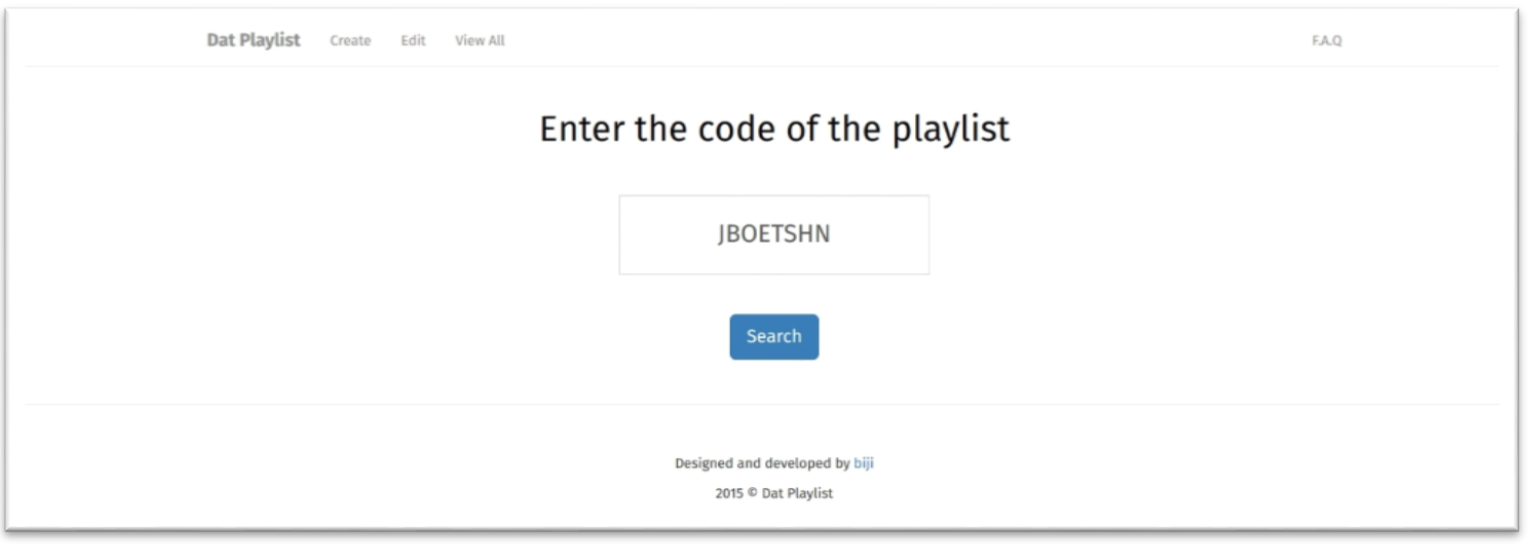 Dat Playlist Create Edit View All F.A.Q
Enter the code of the playlist
JBOETSHN
Search
Designed and developed by biji
2015 © Dat Playlist